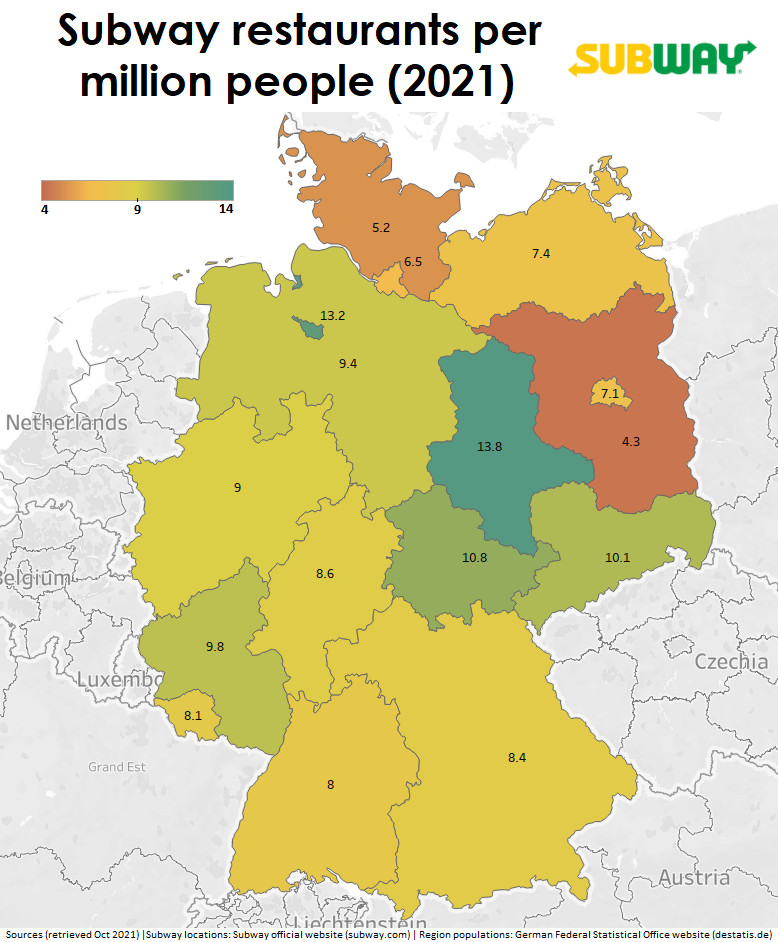 Subway restaurants per
million people (2021)
SUBWAY
4 9 14
5.2
6.5
7.4
13.2
9.4
7.1
Netherlands
4.3
13.8
9
Belgium
8.6
10.8
10.1
9.8
Czechia
Luxembo
8.1
Grand Est
8.4
8
Austria
Liechtenstein
Sources (retrieved Oct 2021) |Subway locations: Subway official website (subway.com) | Region populations: German Federal Statistical Office website (destatis.de)